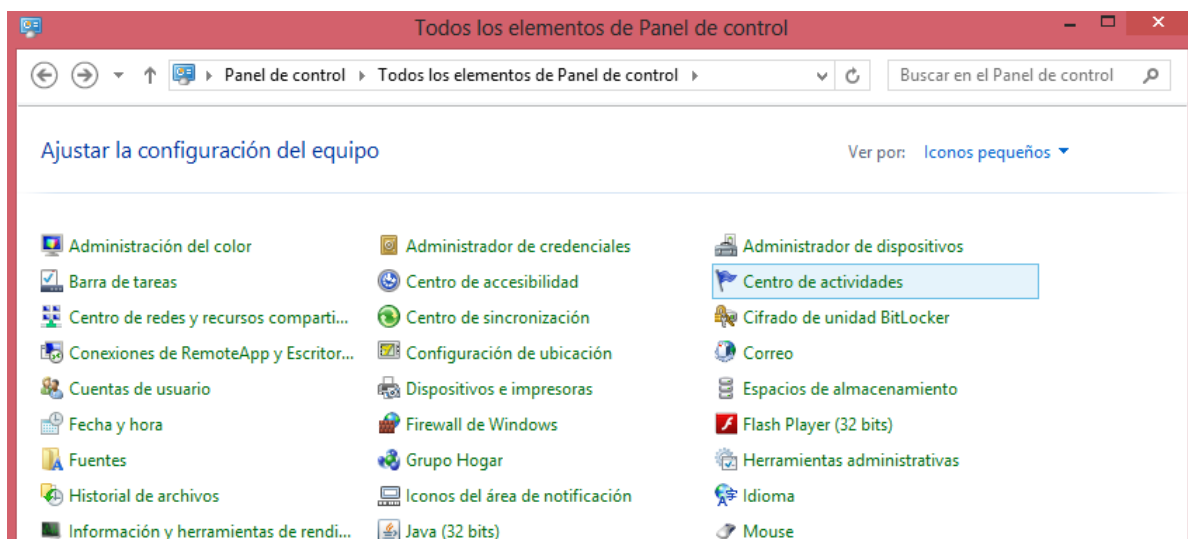 Todos los elementos de Panel de control
Panel de control Todos los elementos de Panel de control
Buscar en el Panel de control
Ajustar la configuración del equipo
Ver por: Iconos pequeños
Administración del color
Administrador de credenciales
Administrador de dispositivos
Barra de tareas
Centro de accesibilidad
Centro de actividades
Centro de redes y recursos comparti...
Centro de sincronización
Cifrado de unidad BitLocker
Conexiones de RemoteApp y Escritor...
Configuración de ubicación
Correo
Cuentas de usuario
Dispositivos e impresoras
Espacios de almacenamiento
Fecha y hora
Firewall de Windows
Flash Player (32 bits)
Fuentes
Grupo Hogar
Herramientas administrativas
Historial de archivos
Iconos del área de notificación
Idioma
Información y herramientas de rendi...
Java (32 bits)
Mouse